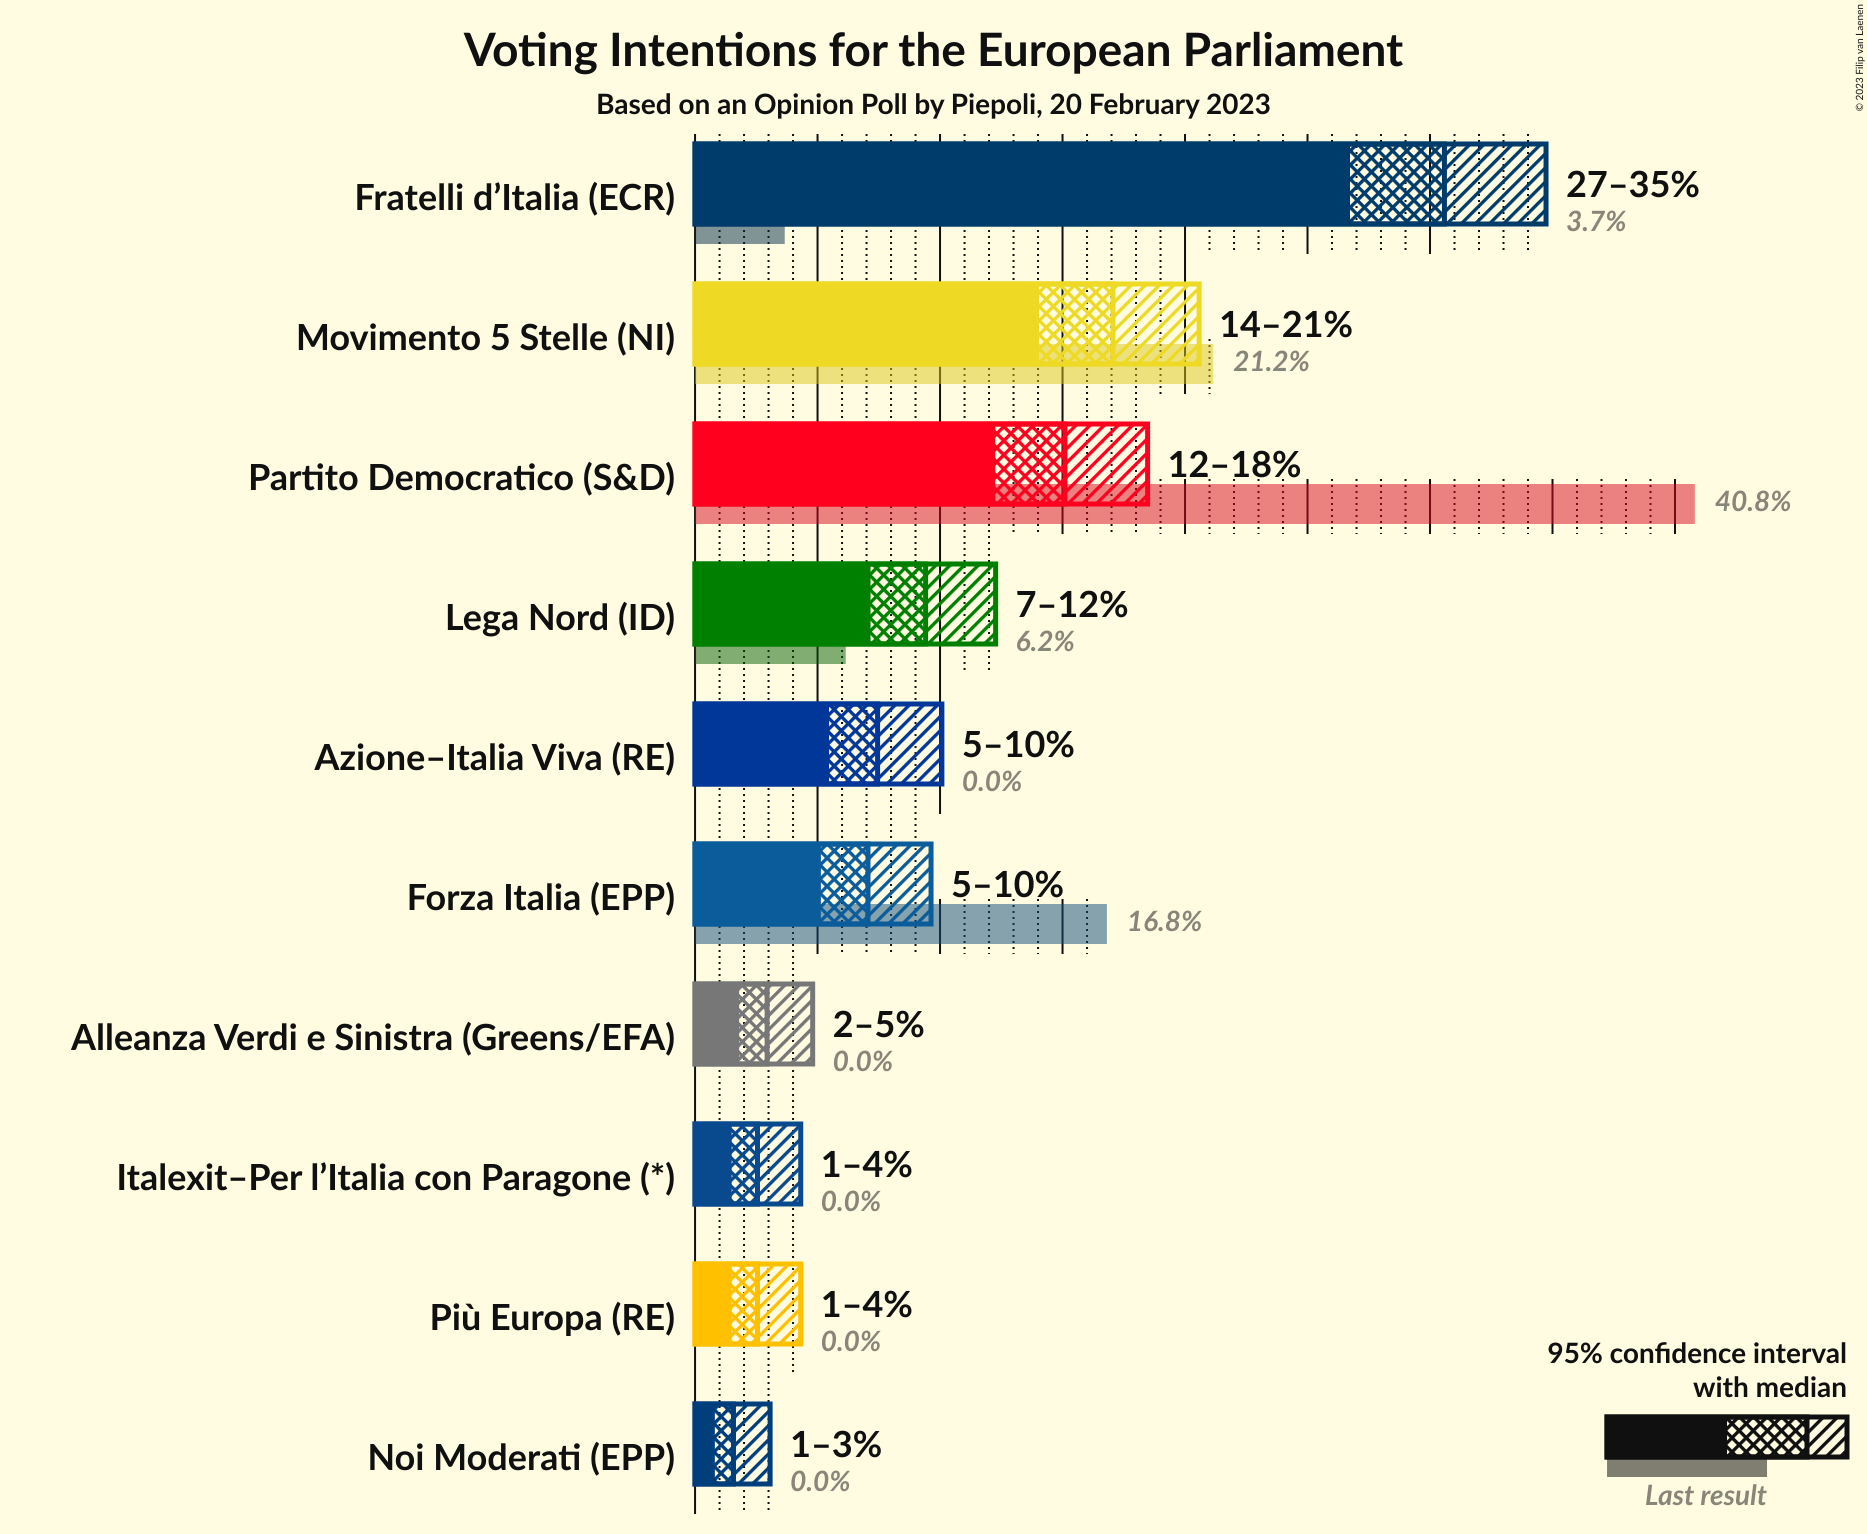 Voting Intentions for the European Parliament
Based on an Opinion Poll by Piepoli, 20 February 2023
© 2023 Filip van Laenen
Fratelli d’Italia (ECR)
27–35%
3.7%
Movimento 5 Stelle (NI)
14–21%
21.2%
Partito Democratico (S&D)
12–18%
40.8%
Lega Nord (ID)
7–12%
6.2%
Azione–Italia Viva (RE)
5–10%
0.0%
Forza Italia (EPP)
5–10%
16.8%
Alleanza Verdi e Sinistra (Greens/EFA)
2–5%
0.0%
Italexit–Per l’Italia con Paragone (*)
1–4%
0.0%
Più Europa (RE)
1–4%
0.0%
Noi Moderati (EPP)
1–3%
0.0%
95% confidence interval
with median
Last result